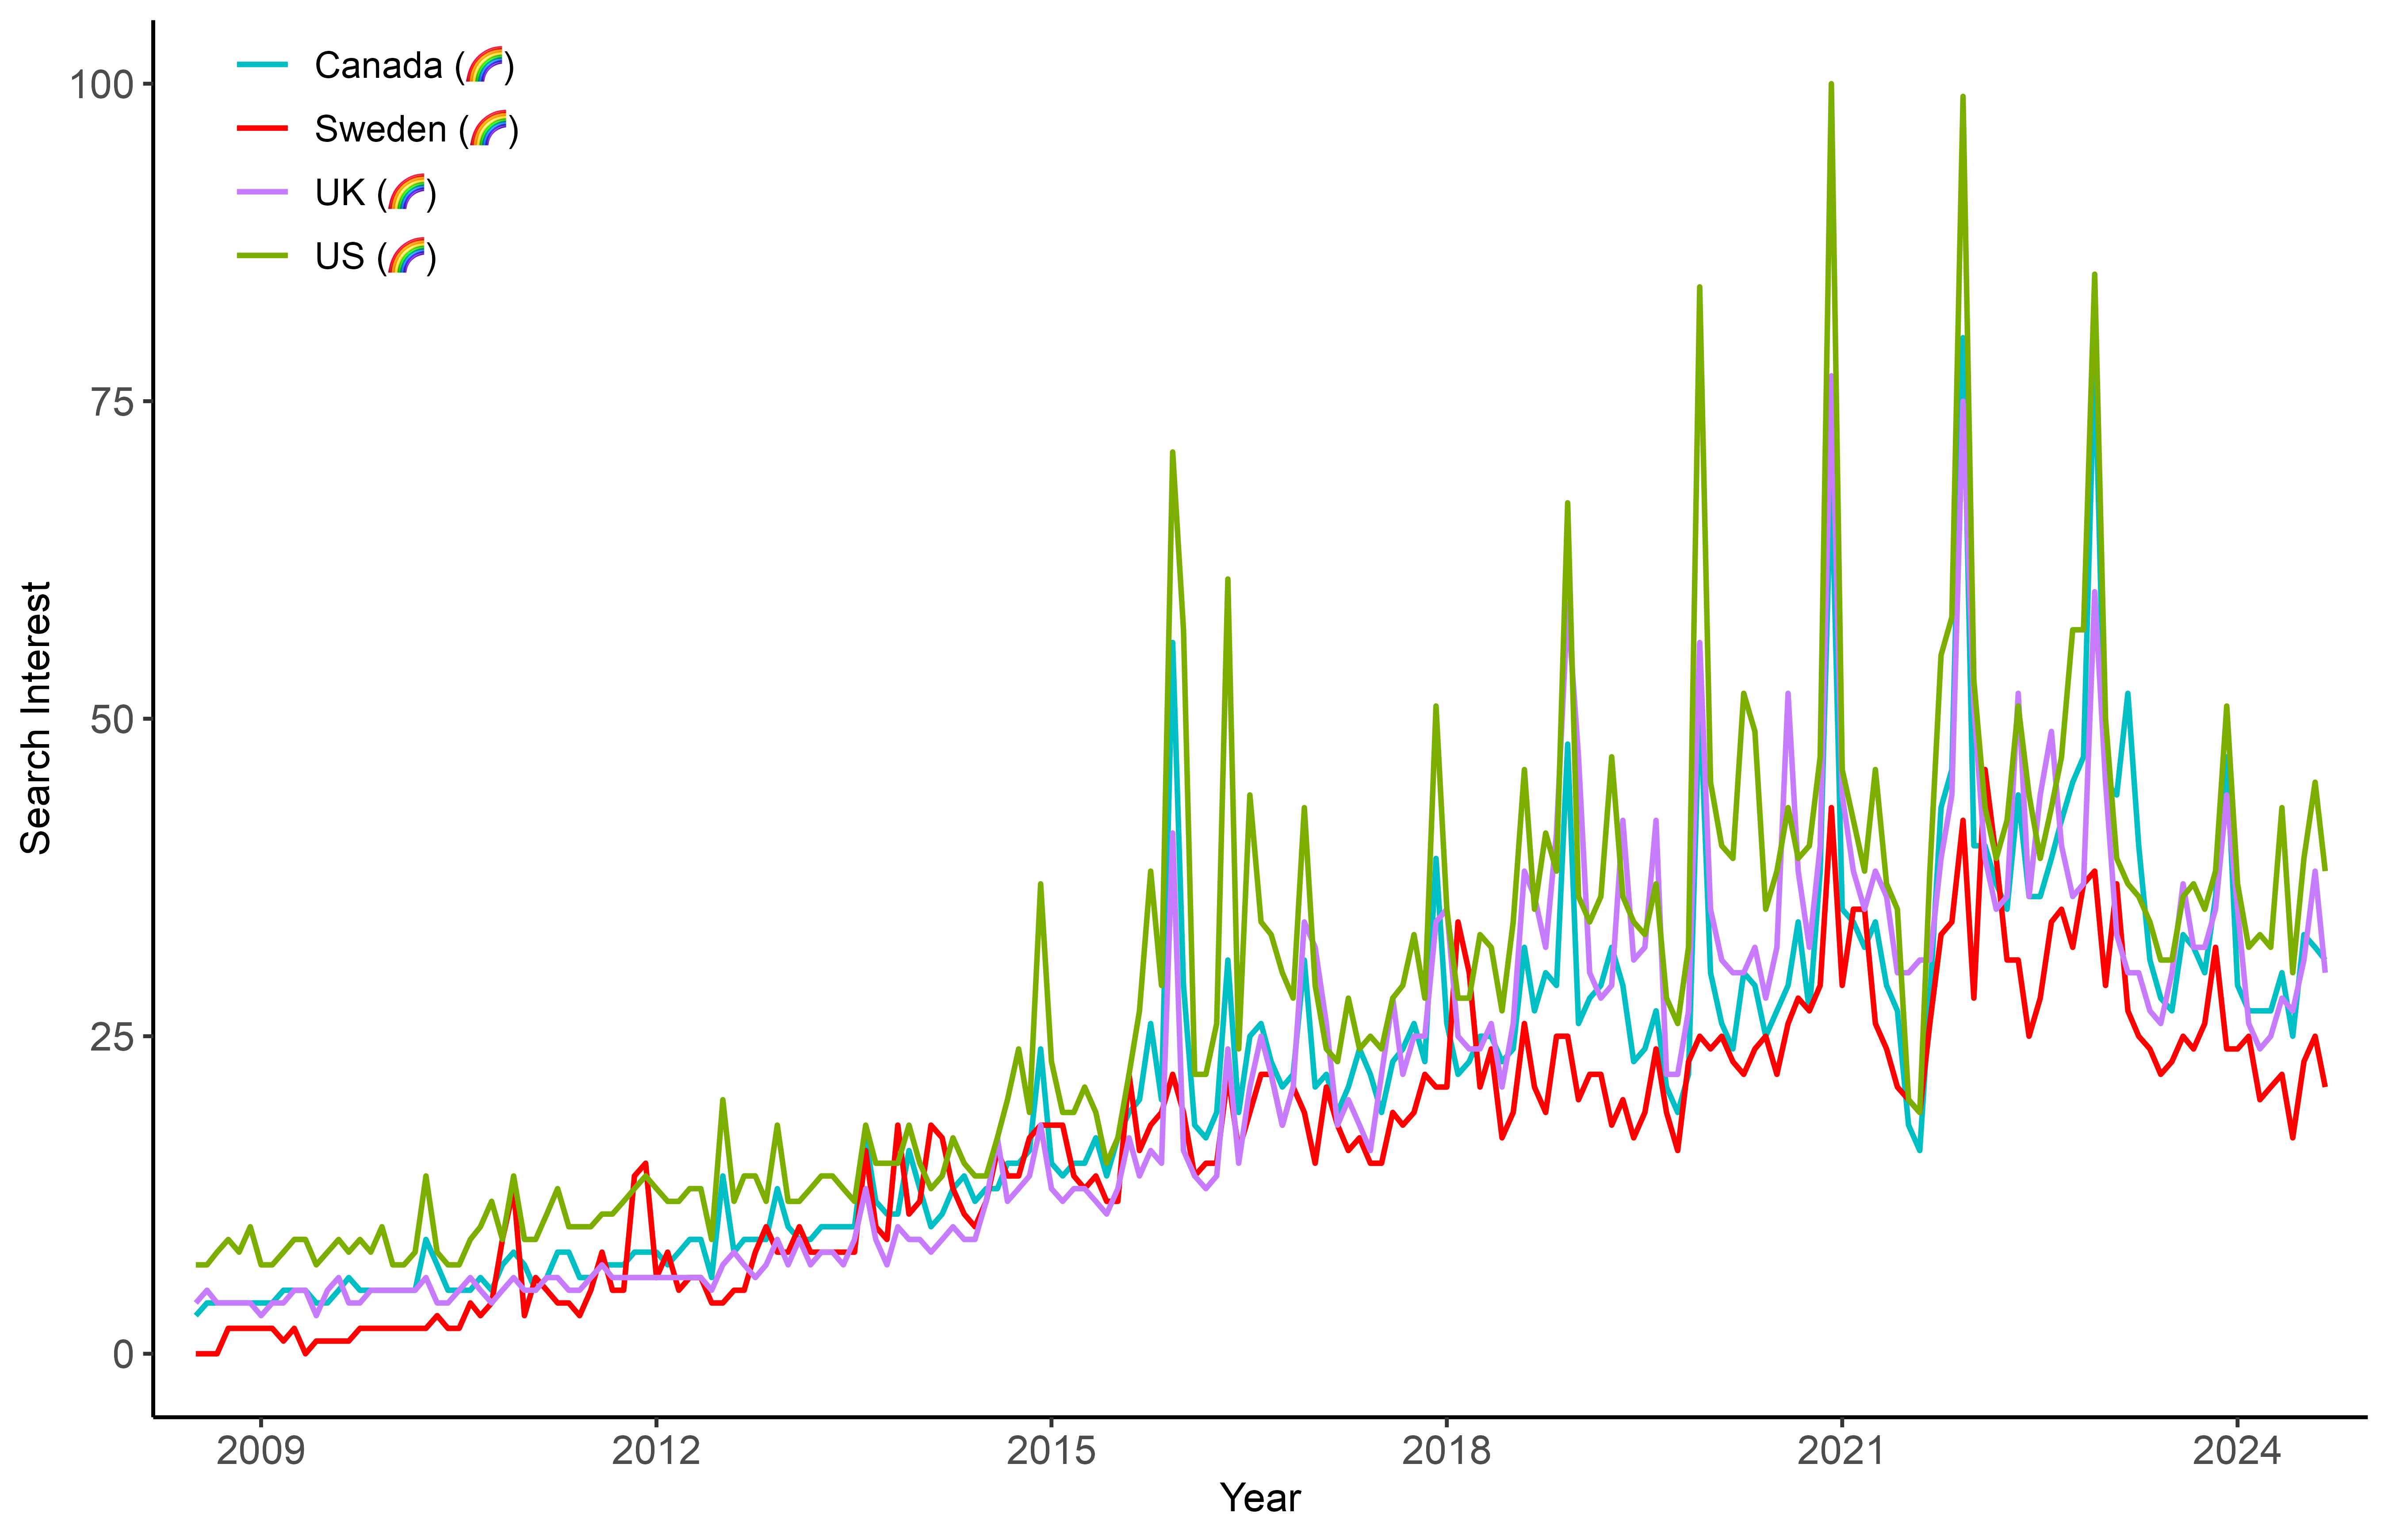 Canada (🌈)
Sweden (🌈)
UK (🌈)
US (🌈)
100
75
50
25
0
Search Interest
2009 2012 2015 2018 2021 2024
Year